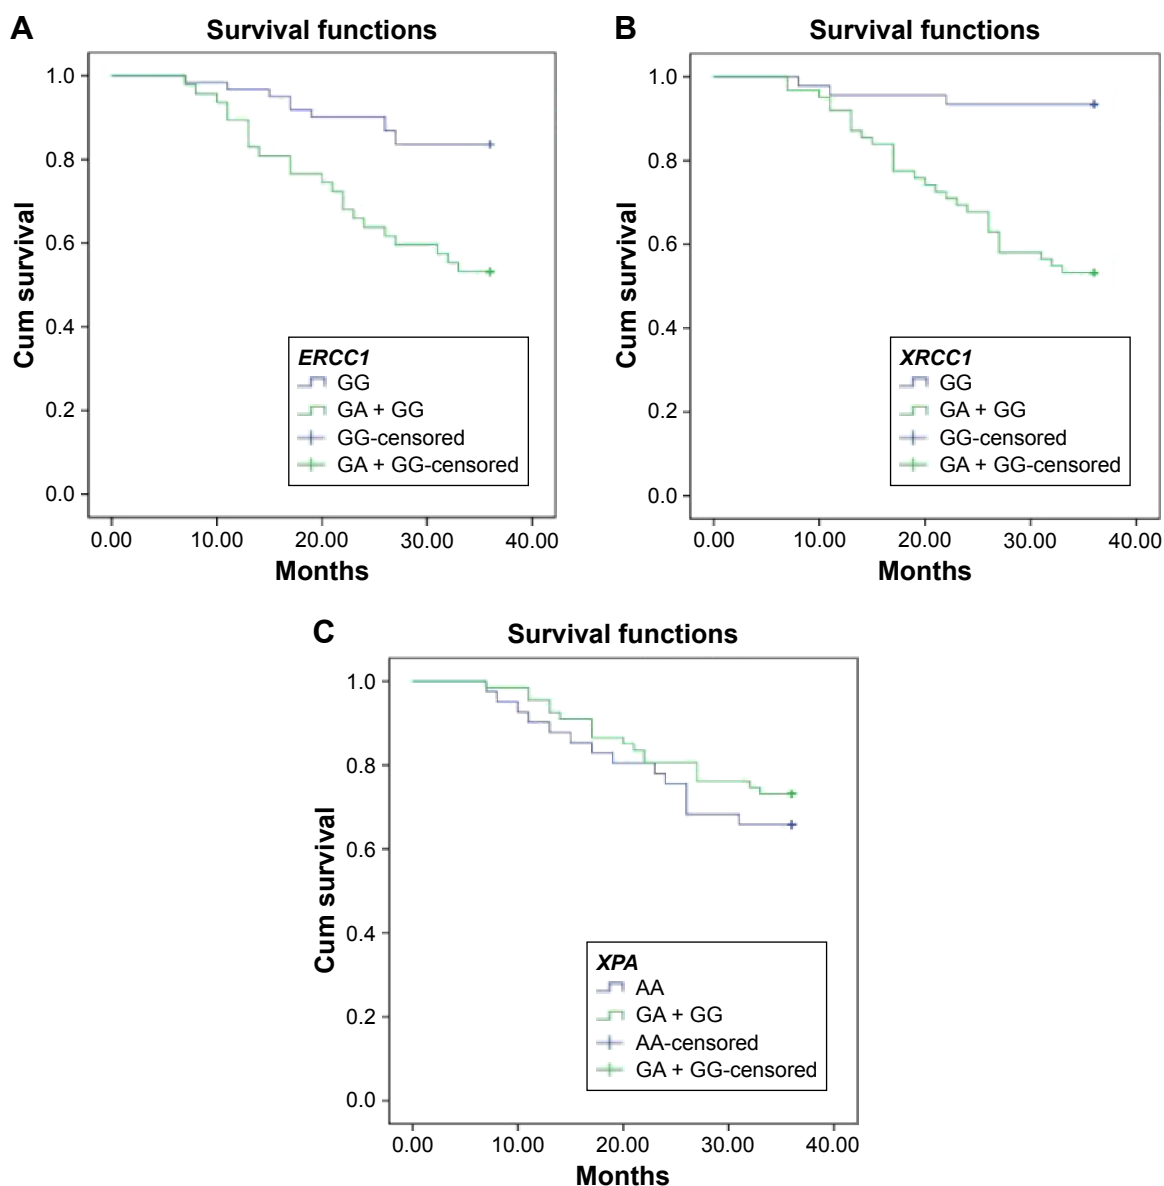 A
Survival functions
Cum survival
1.0
0.8
0.6
0.4
0.2
0.0
ERCC1
GG
GA + GG
GG-censored
GA + GG-censored
0.00 10.00 20.00 30.00 40.00
Months
B
Survival functions
Cum survival
1.0
0.8
0.6
0.4
0.2
0.0
XRCC1
GG
GA + GG
GG-censored
GA + GG-censored
0.00 10.00 20.00 30.00 40.00
Months
C
Survival functions
Cum survival
1.0
0.8
0.6
0.4
0.2
0.0
XPA
AA
GA + GG
AA-censored
GA + GG-censored
0.00 10.00 20.00 30.00 40.00
Months